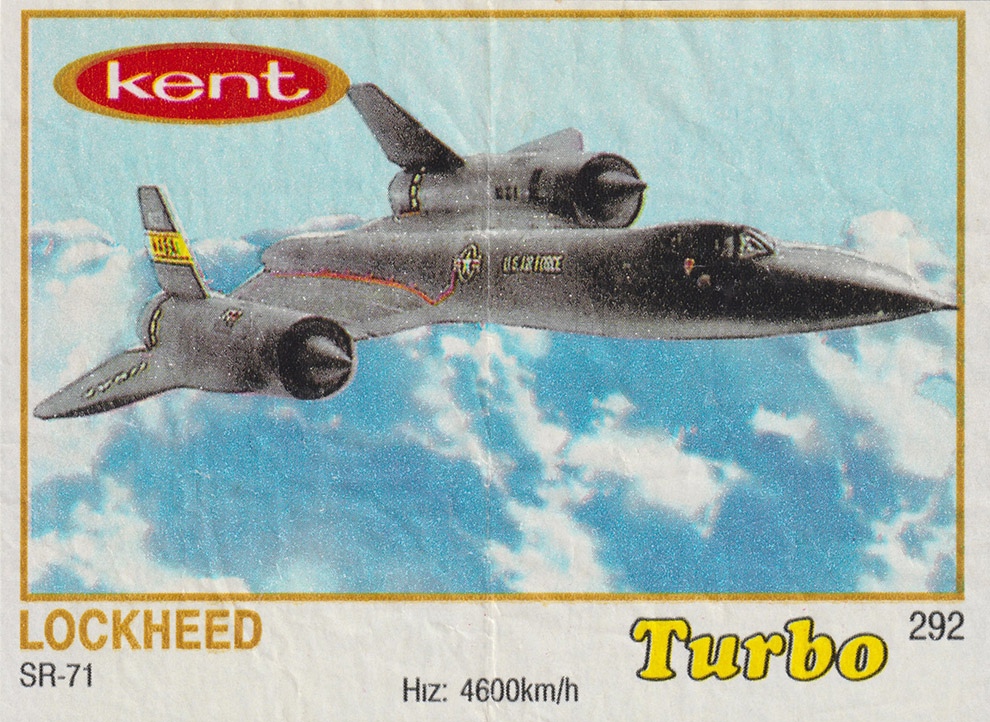 kent
U.S. AIR FORCE
LOCKHEED
SR-71
Hız: 4600km/h
Turbo
292